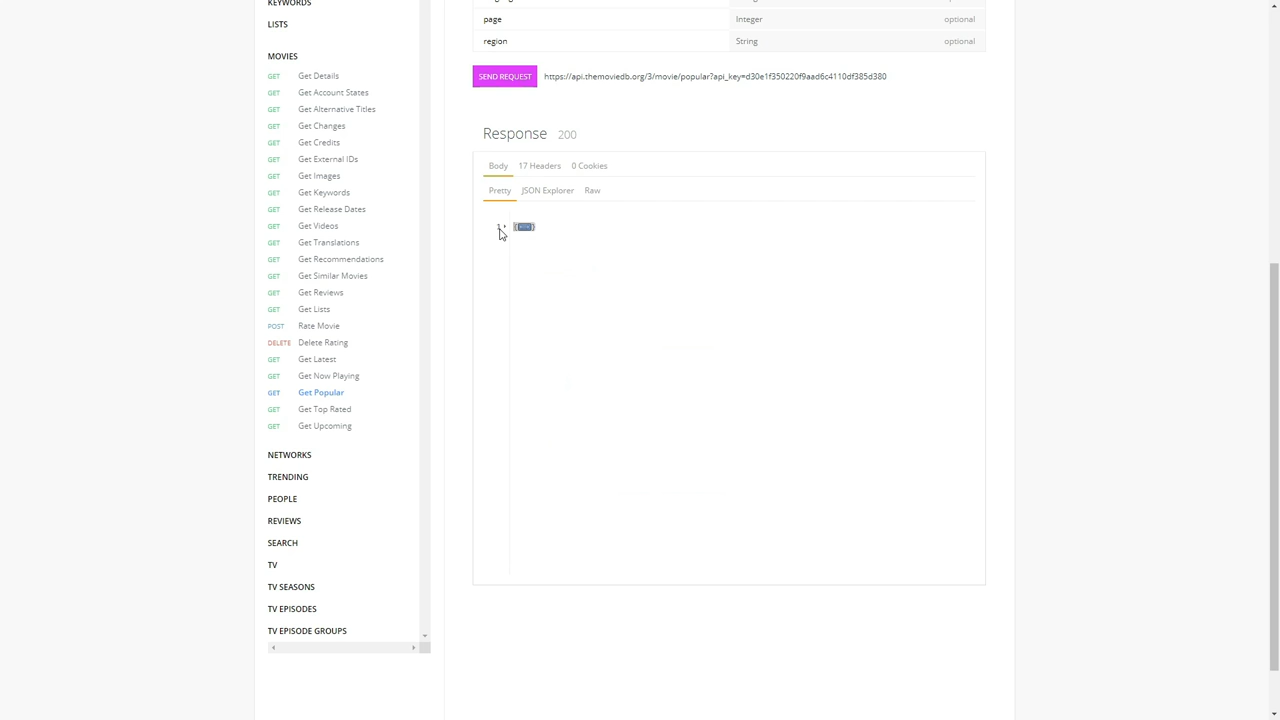 KEYWORDS
LISTS
MOVIES
GET Get Details
GET Get Account States
GET Get Alternative Titles
GET Get Changes
GET Get Credits
GET Get External IDs
GET Get Images
GET Get Keywords
GET Get Release Dates
GET Get Videos
GET Get Translations
GET Get Recommendations
GET Get Similar Movies
GET Get Reviews
GET Get Lists
POST Rate Movie
DELETE Delete Rating
GET Get Latest
GET Get Now Playing
GET Get Popular
GET Get Top Rated
GET Get Upcoming
NETWORKS
TRENDING
PEOPLE
REVIEWS
SEARCH
TV
TV SEASONS
TV EPISODES
TV EPISODE GROUPS
page Integer optional
region String optional
SEND REQUEST https://api.themoviedb.org/3/movie/popular?api_key=d30e1f350220f9aad6c4110df385d380
Response 200
Body 17 Headers 0 Cookies
Pretty JSON Explorer Raw